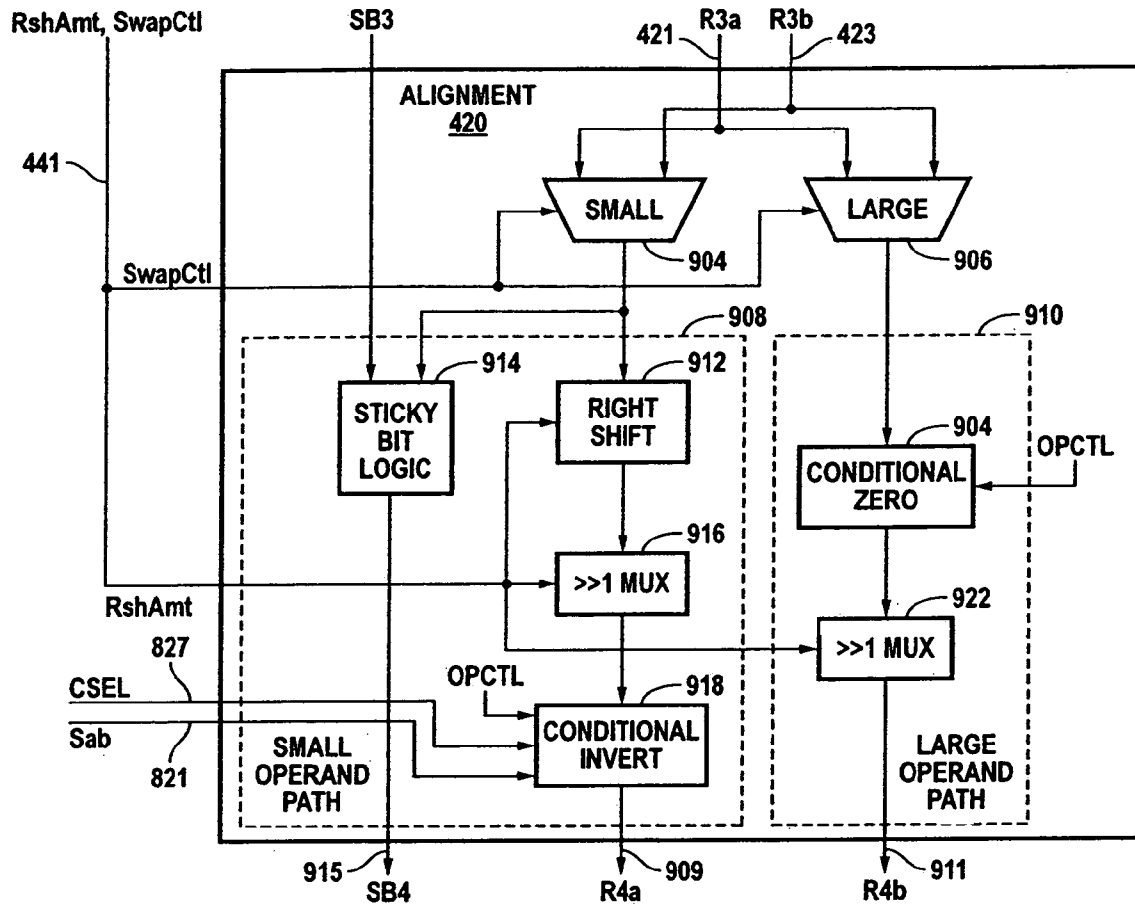 RshAmt, SwapCtl
SB3
R3a
R3b
421
423
ALIGNMENT
420
441
SMALL
LARGE
904
906
SwapCtl
908
910
914
912
STICKY
BIT
LOGIC
RIGHT
SHIFT
904
OPCTL
CONDITIONAL
ZERO
916
>>1 MUX
RshAmt
922
>>1 MUX
827
CSEL
OPCTL
918
Sab
CONDITIONAL
INVERT
821
SMALL
OPERAND
PATH
LARGE
OPERAND
PATH
915
909
911
SB4
R4a
R4b